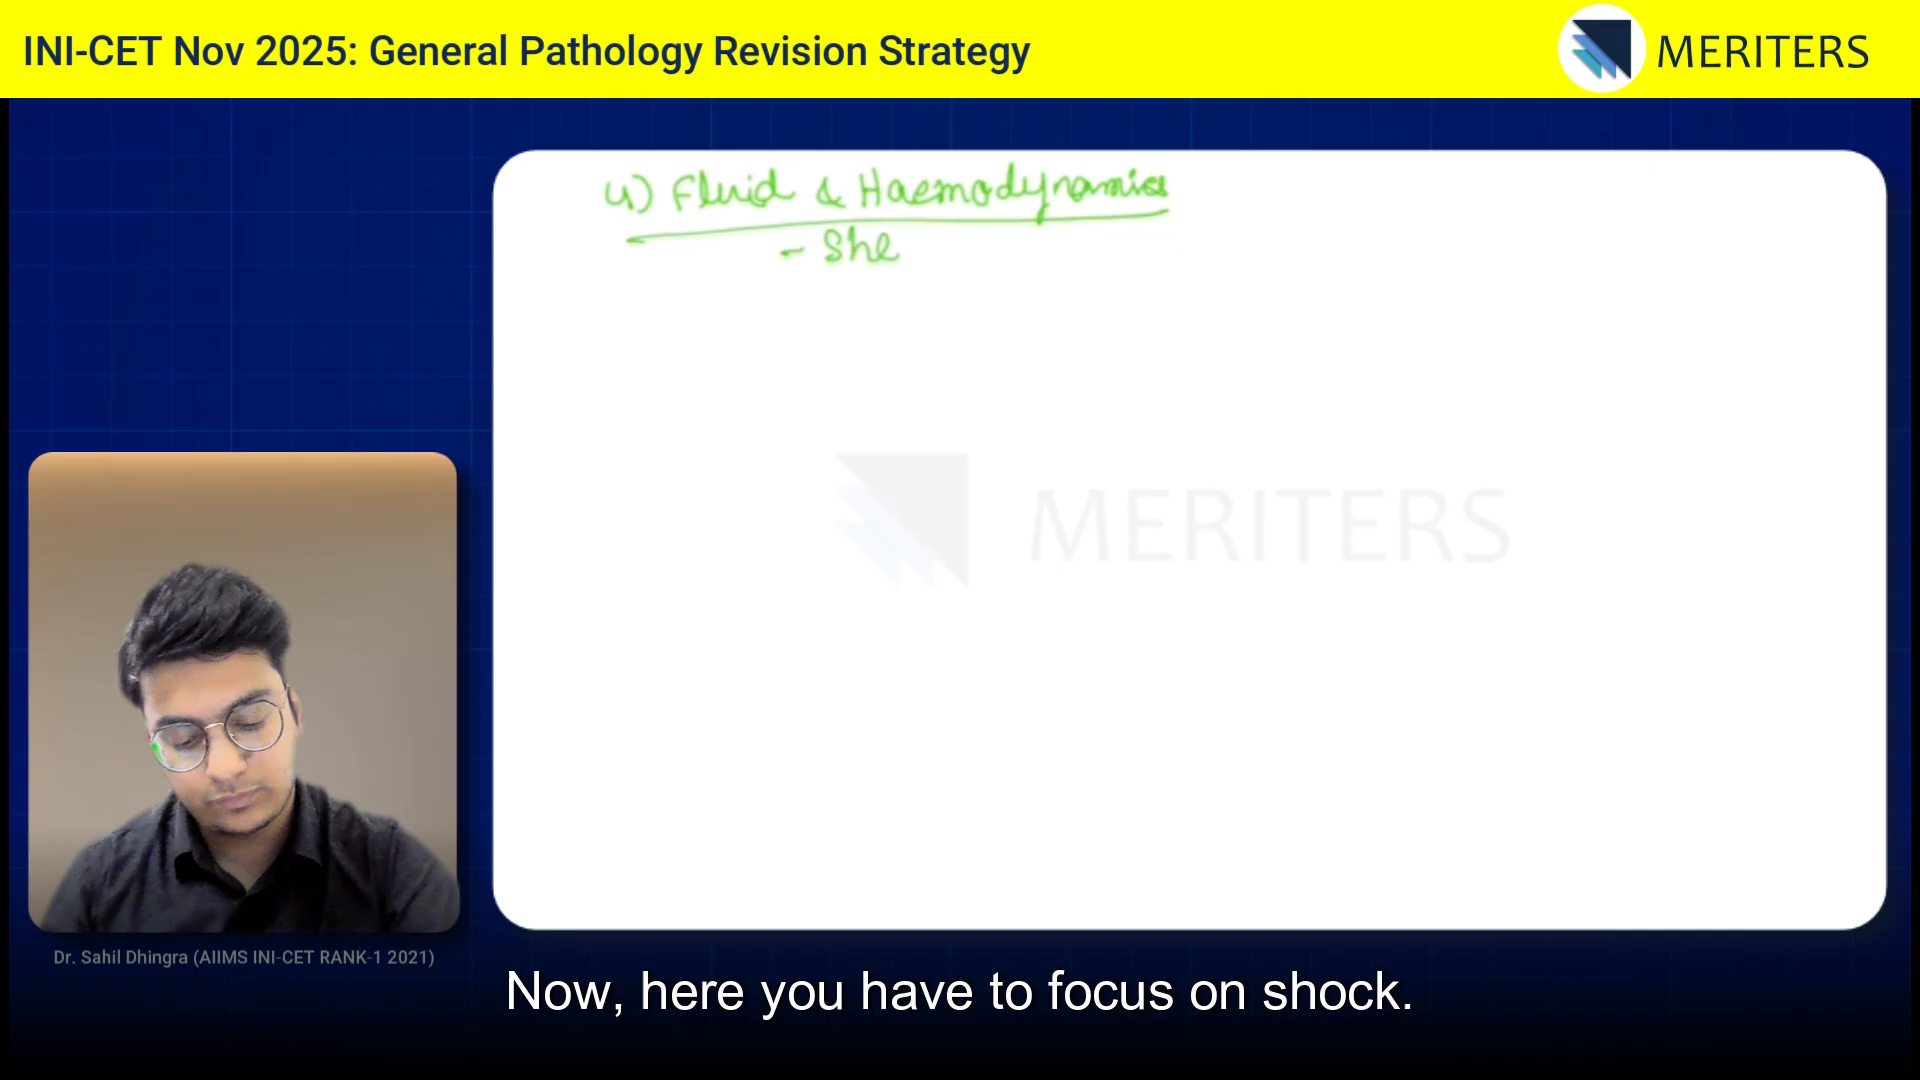 INI-CET Nov 2025: General Pathology Revision Strategy
MERITERS
4) Fluid & Haemodynamics
- Sho
MERITERS
Dr. Sahil Dhingra (AIIMS INI-CET RANK-1 2021)
Now, here you have to focus on shock.